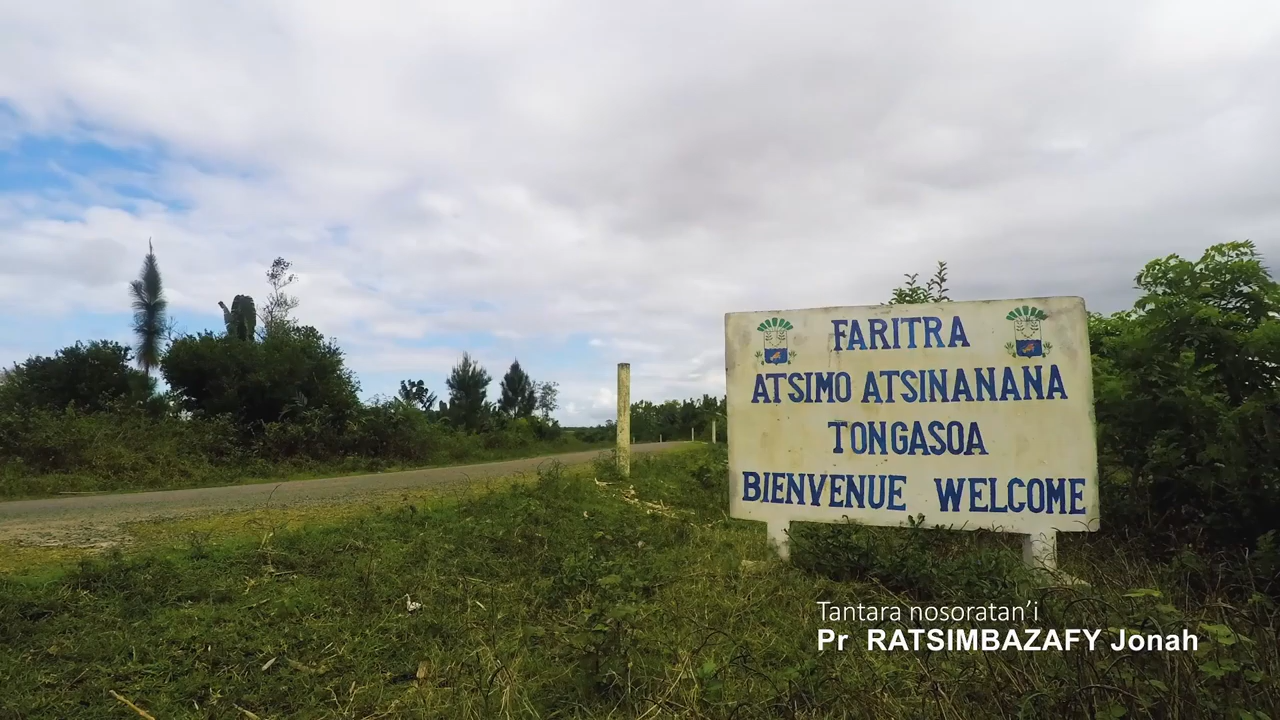 FARITRA
ATSIMO ATSINANANA
TONGASOA
BIENVENUE WELCOME
Tantara nosoratan'i
Pr RATSIMBAZAFY Jonah